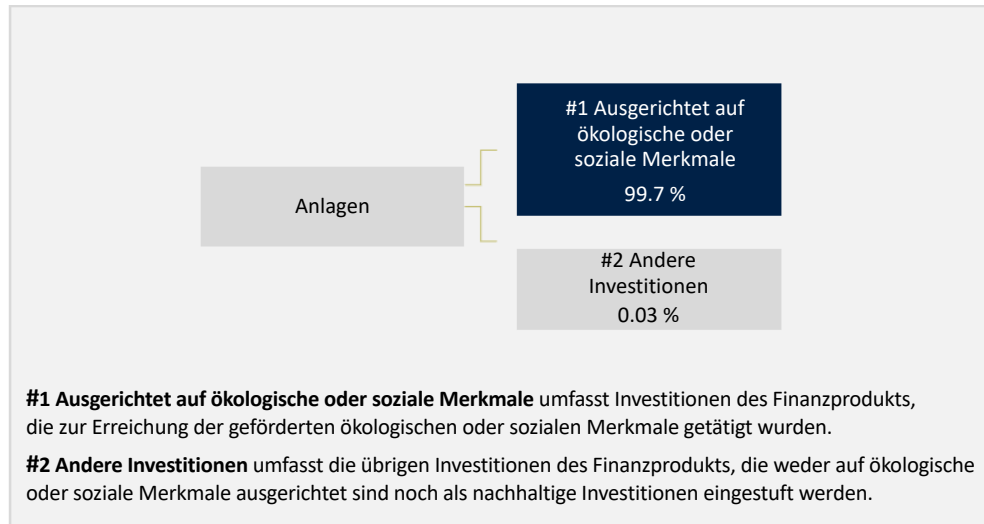 #1 Ausgerichtet auf
ökologische oder
soziale Merkmale
99.7 %
Anlagen
#2 Andere
Investitionen
0.03 %
#1 Ausgerichtet auf ökologische oder soziale Merkmale umfasst Investitionen des Finanzprodukts,
die zur Erreichung der geförderten ökologischen oder sozialen Merkmale getätigt wurden.
#2 Andere Investitionen umfasst die übrigen Investitionen des Finanzprodukts, die weder auf ökologische
oder soziale Merkmale ausgerichtet sind noch als nachhaltige Investitionen eingestuft werden.